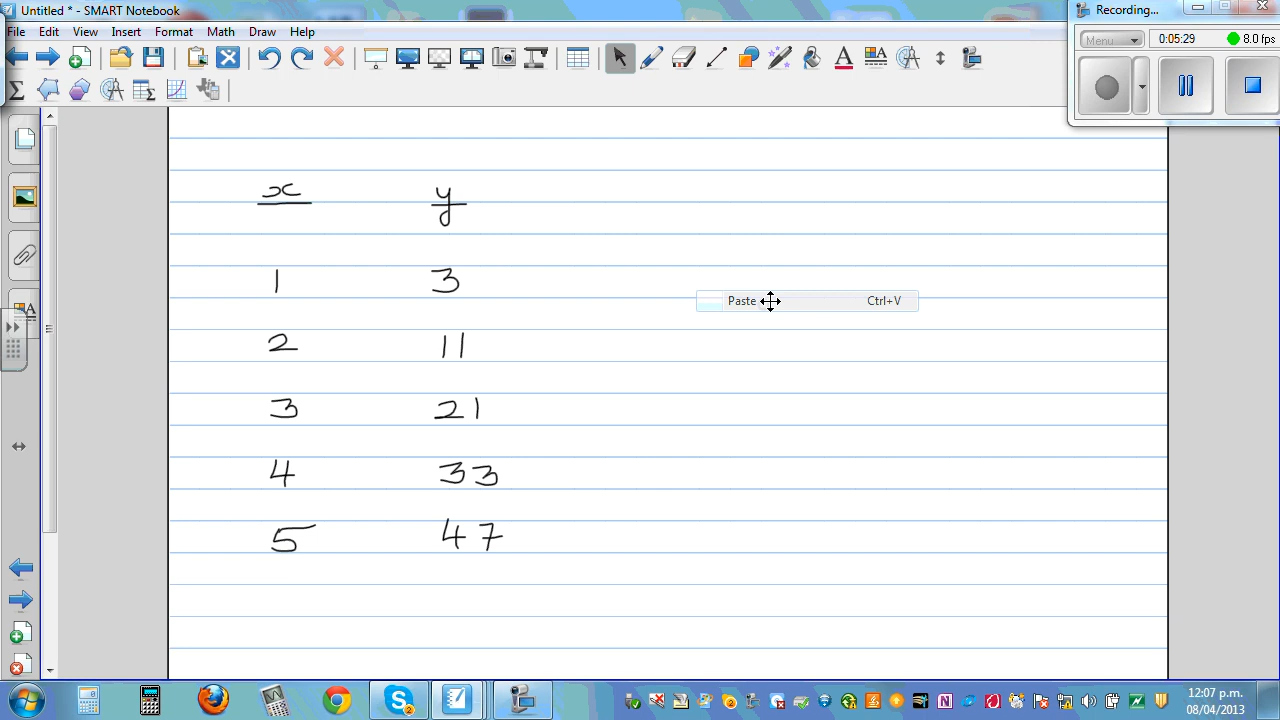 Untitled * - SMART Notebook
Recording...
File Edit View Insert Format Math Draw Help
Menu 0:05:29 8.0 fps
x y
1 3
Paste Ctrl+V
2 11
3 21
4 33
5 47
12:07 p.m.
08/04/2013